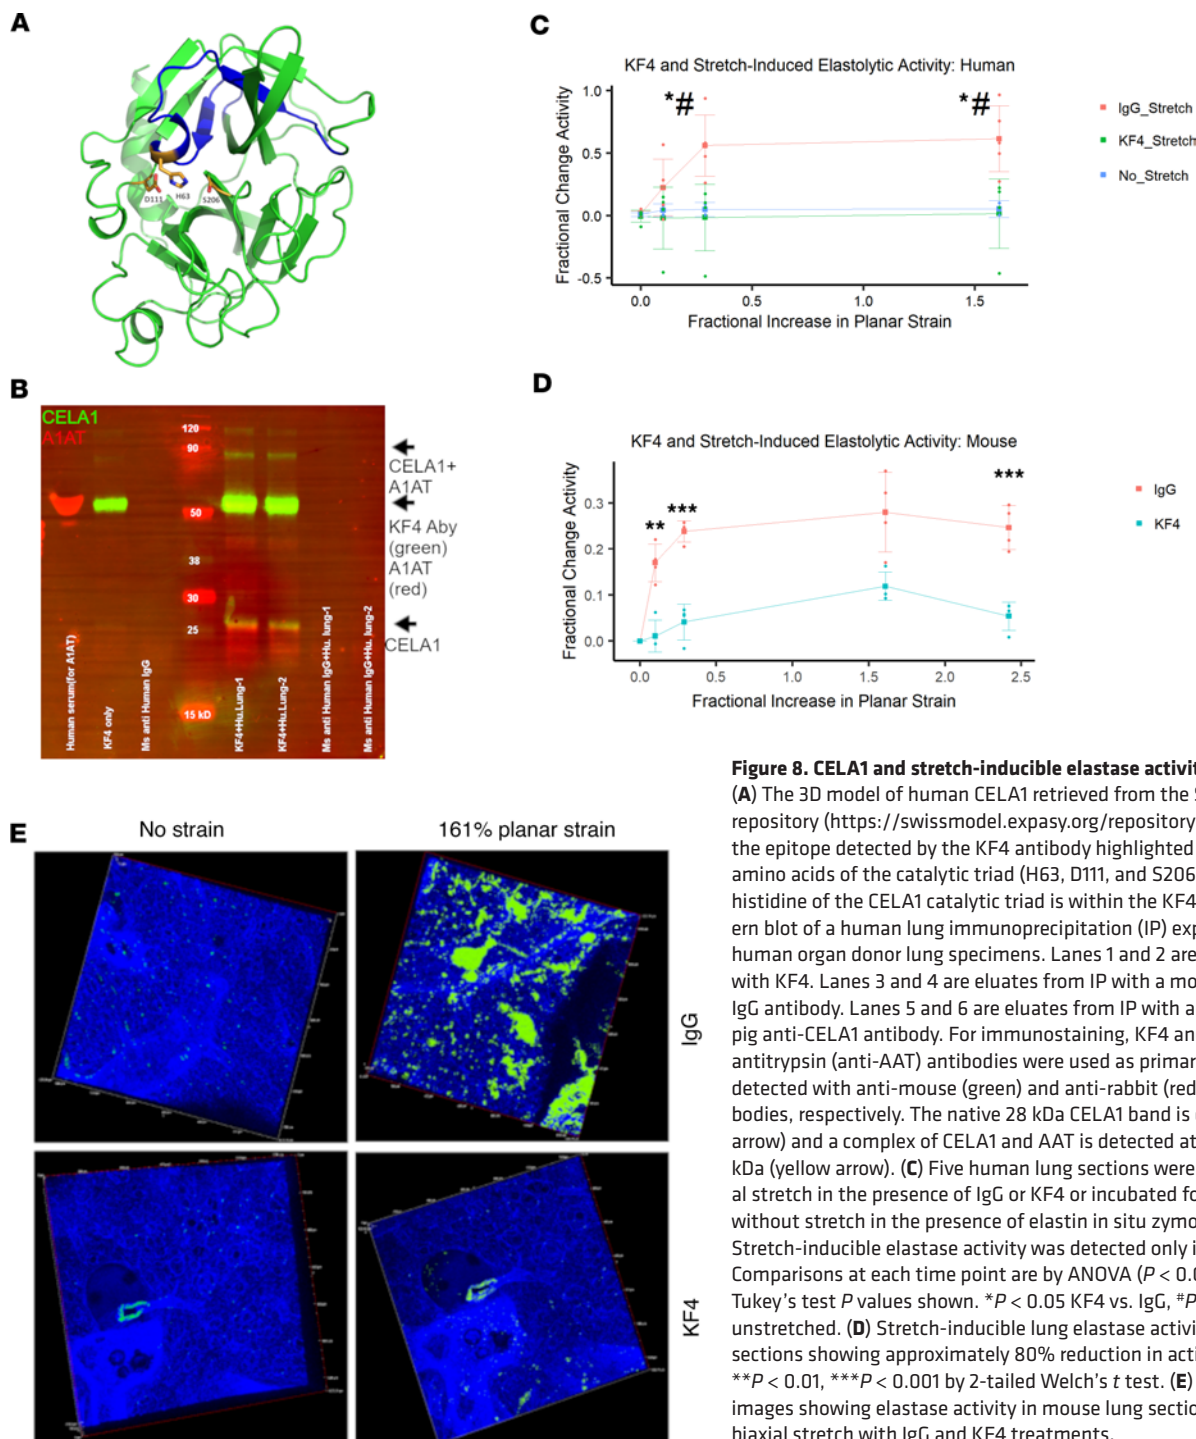 A
D111
H63
S206
B
CELA1
A1AT
120
90
50
38
30
25
15 kD
CELA1+
A1AT
KF4 Aby
(green)
A1AT
(red)
CELA1
Human serum(for A1AT)
KF4 only
Ms anti Human IgG
KF4+Hu.Lung-1
KF4+Hu.Lung-2
Ms anti Human IgG+Hu. lung-1
Ms anti Human IgG+Hu. lung-2
C
KF4 and Stretch-Induced Elastolytic Activity: Human
Fractional Change Activity
1.0
0.5
0.0
-0.5
*#
*#
0.0
0.5
1.0
1.5
Fractional Increase in Planar Strain
IgG_Stretch
KF4_Stretch
No_Stretch
D
KF4 and Stretch-Induced Elastolytic Activity: Mouse
Fractional Change Activity
0.3
0.2
0.1
0.0
**
***
***
0.0
0.5
1.0
1.5
2.0
2.5
Fractional Increase in Planar Strain
IgG
KF4
E
No strain
161% planar strain
IgG
KF4
Figure 8. CELA1 and stretch-inducible elastase activit
(A) The 3D model of human CELA1 retrieved from the S
repository (https://swissmodel.expasy.org/repository
the epitope detected by the KF4 antibody highlighted
amino acids of the catalytic triad (H63, D111, and S206
histidine of the CELA1 catalytic triad is within the KF4
ern blot of a human lung immunoprecipitation (IP) exp
human organ donor lung specimens. Lanes 1 and 2 are
with KF4. Lanes 3 and 4 are eluates from IP with a mo
IgG antibody. Lanes 5 and 6 are eluates from IP with a
pig anti-CELA1 antibody. For immunostaining, KF4 an
antitrypsin (anti-AAT) antibodies were used as primar
detected with anti-mouse (green) and anti-rabbit (red
bodies, respectively. The native 28 kDa CELA1 band is
arrow) and a complex of CELA1 and AAT is detected at
kDa (yellow arrow). (C) Five human lung sections were
al stretch in the presence of IgG or KF4 or incubated fo
without stretch in the presence of elastin in situ zymo
Stretch-inducible elastase activity was detected only i
Comparisons at each time point are by ANOVA (P < 0.0
Tukey's test P values shown. *P < 0.05 KF4 vs. IgG, #P
unstretched. (D) Stretch-inducible lung elastase activi
sections showing approximately 80% reduction in acti
**P < 0.01, ***P < 0.001 by 2-tailed Welch's t test. (E)
images showing elastase activity in mouse lung sectio
biaxial stretch with IgG and KF4 treatments.